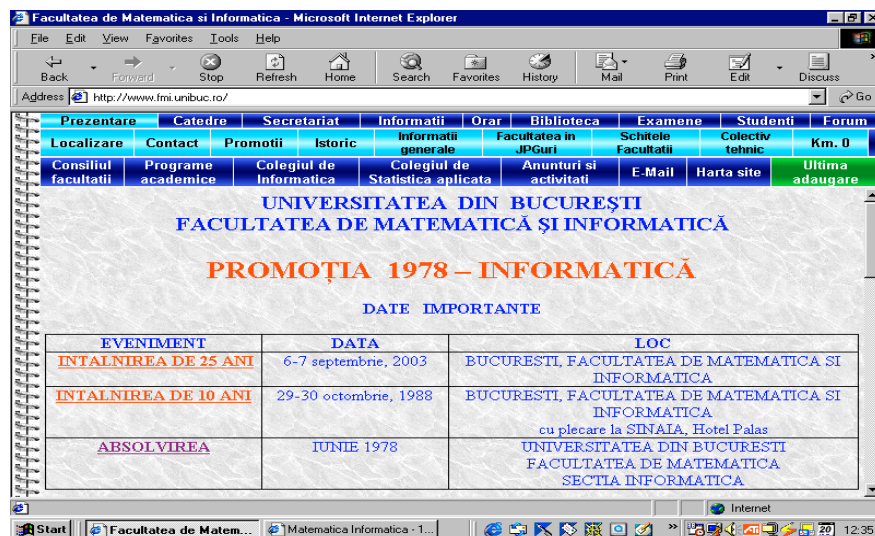 Facultatea de Matematica si Informatica - Microsoft Internet Explorer
File Edit View Favorites Tools Help
Back Forward Stop Refresh Home Search Favorites History Mail Print Edit Discuss »
Address http://www.fmi.unibuc.ro/ Go
Prezentare Catedre Secretariat Informatii Orar Biblioteca Examene Studenti Forum
Localizare Contact Promotii Istoric Informatii generale Facultatea in JPGuri Schitele Facultatii Colectiv tehnic Km. 0
Consiliul facultatii Programe academice Colegiul de Informatica Colegiul de Statistica aplicata Anunturi si activitati E-Mail Harta site Ultima adaugare
UNIVERSITATEA DIN BUCUREŞTI
FACULTATEA DE MATEMATICĂ ŞI INFORMATICĂ
PROMOŢIA 1978 – INFORMATICĂ
DATE IMPORTANTE
EVENIMENT DATA LOC
INTALNIREA DE 25 ANI 6-7 septembrie, 2003 BUCURESTI, FACULTATEA DE MATEMATICA SI
INFORMATICA
INTALNIREA DE 10 ANI 29-30 octombrie, 1988 BUCURESTI, FACULTATEA DE MATEMATICA SI
INFORMATICA
cu plecare la SINAIA, Hotel Palas
ABSOLVIREA IUNIE 1978 UNIVERSITATEA DIN BUCURESTI
FACULTATEA DE MATEMATICA
SECTIA INFORMATICA
Internet
Start Facultatea de Matem... Matematica Informatica - 1... » 20 12:35